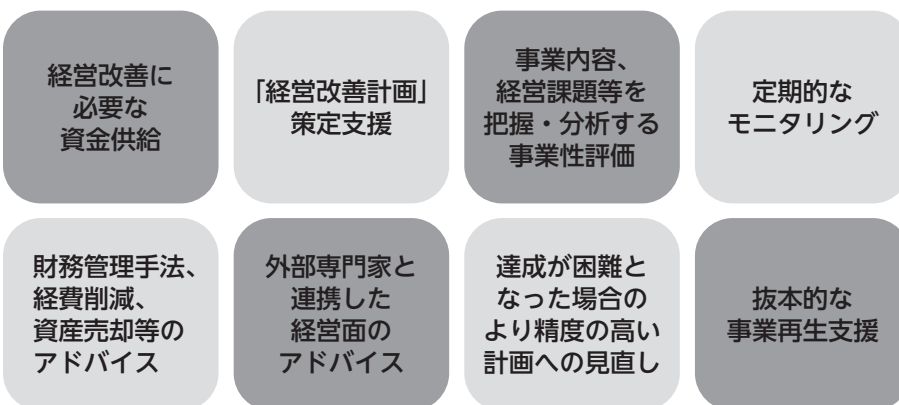 経営改善に
必要な
資金供給
「経営改善計画」
策定支援
事業内容、
経営課題等を
把握・分析する
事業性評価
定期的な
モニタリング
財務管理手法、
経費削減、
資産売却等の
アドバイス
外部専門家と
連携した
経営面の
アドバイス
達成が困難と
なった場合の
より精度の高い
計画への見直し
抜本的な
事業再生支援